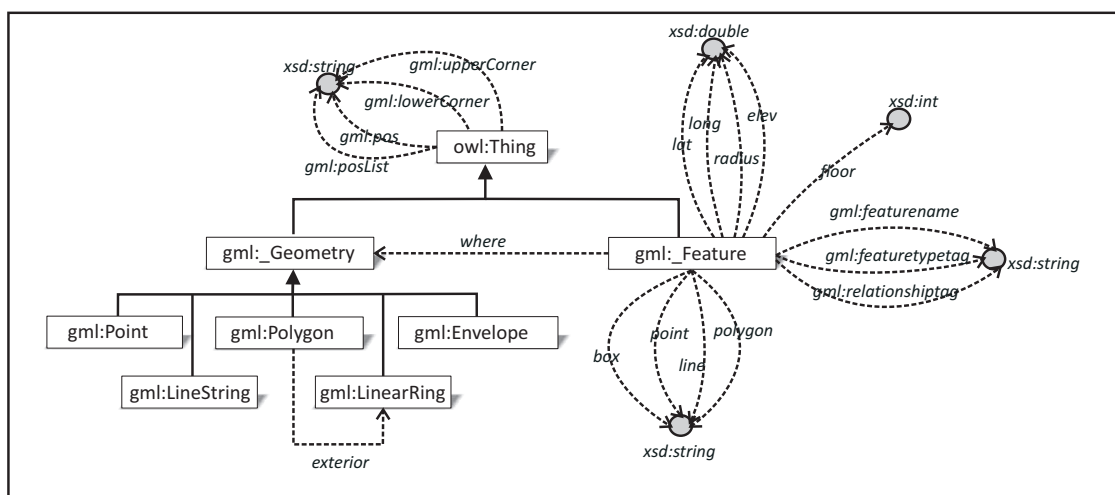 xsd:double
xsd:string
gml:upperCorner
gml:lowerCorner
gml:pos
gml:posList
owl:Thing
long
elev
lat
radius
xsd:int
floor
gml:_Geometry
where
gml:_Feature
gml:featurename
gml:featuretypetag
xsd:string
gml:relationshiptag
gml:Point
gml:Polygon
gml:Envelope
gml:LineString
gml:LinearRing
exterior
box
point
polygon
line
xsd:string